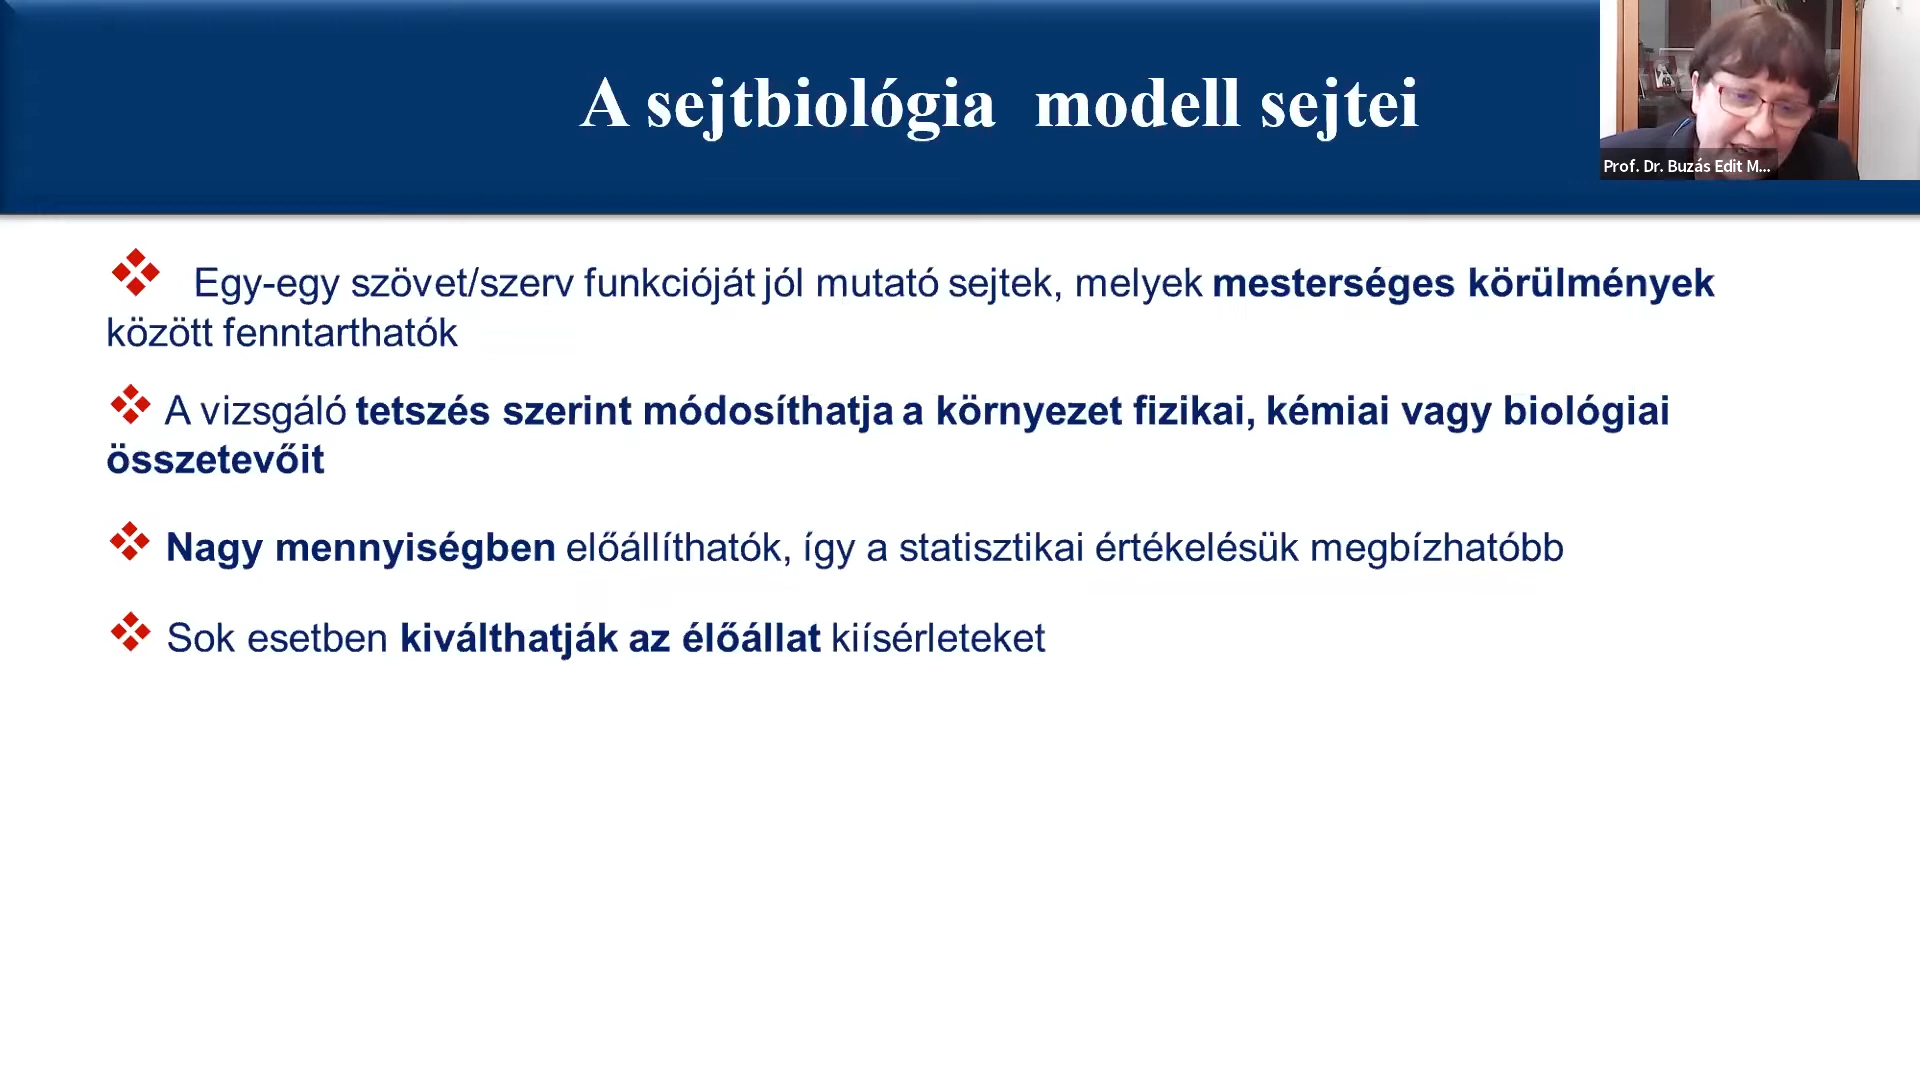 A sejtbiológia  modell sejtei
Prof. Dr. Buzás Edit M...
Egy-egy szövet/szerv funkcióját jól mutató sejtek, melyek mesterséges körülmények
között fenntarthatók
A vizsgáló tetszés szerint módosíthatja a környezet fizikai, kémiai vagy biológiai
összetevőit
Nagy mennyiségben előállíthatók, így a statisztikai értékelésük megbízhatóbb
Sok esetben kiválthatják az élőállat kiísérleteket